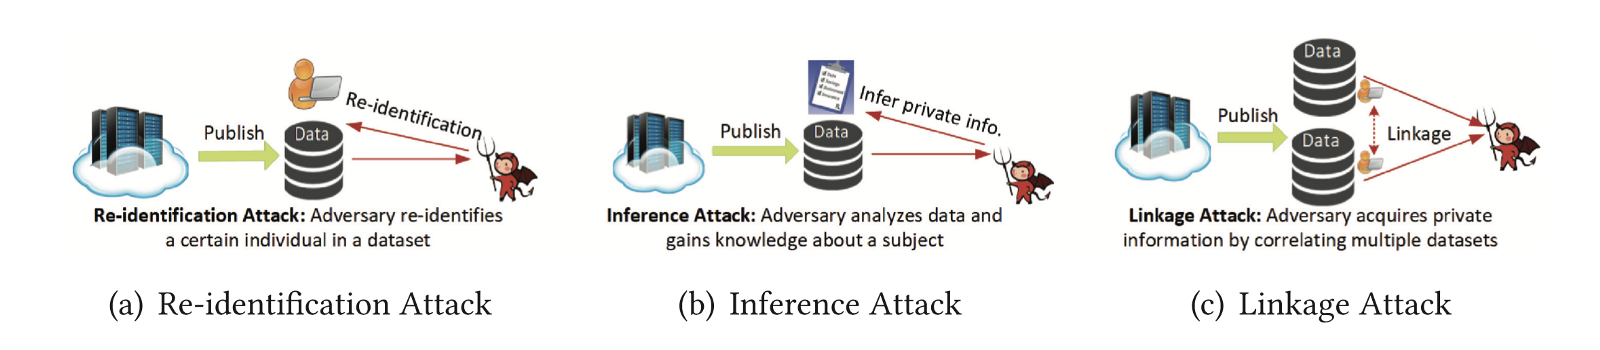 Publish
Data
Re-identification
Re-identification Attack: Adversary re-identifies
a certain individual in a dataset
(a) Re-identification Attack
Publish
Data
Infer private info.
Inference Attack: Adversary analyzes data and
gains knowledge about a subject
(b) Inference Attack
Data
Publish
Data
Linkage
Linkage Attack: Adversary acquires private
information by correlating multiple datasets
(c) Linkage Attack